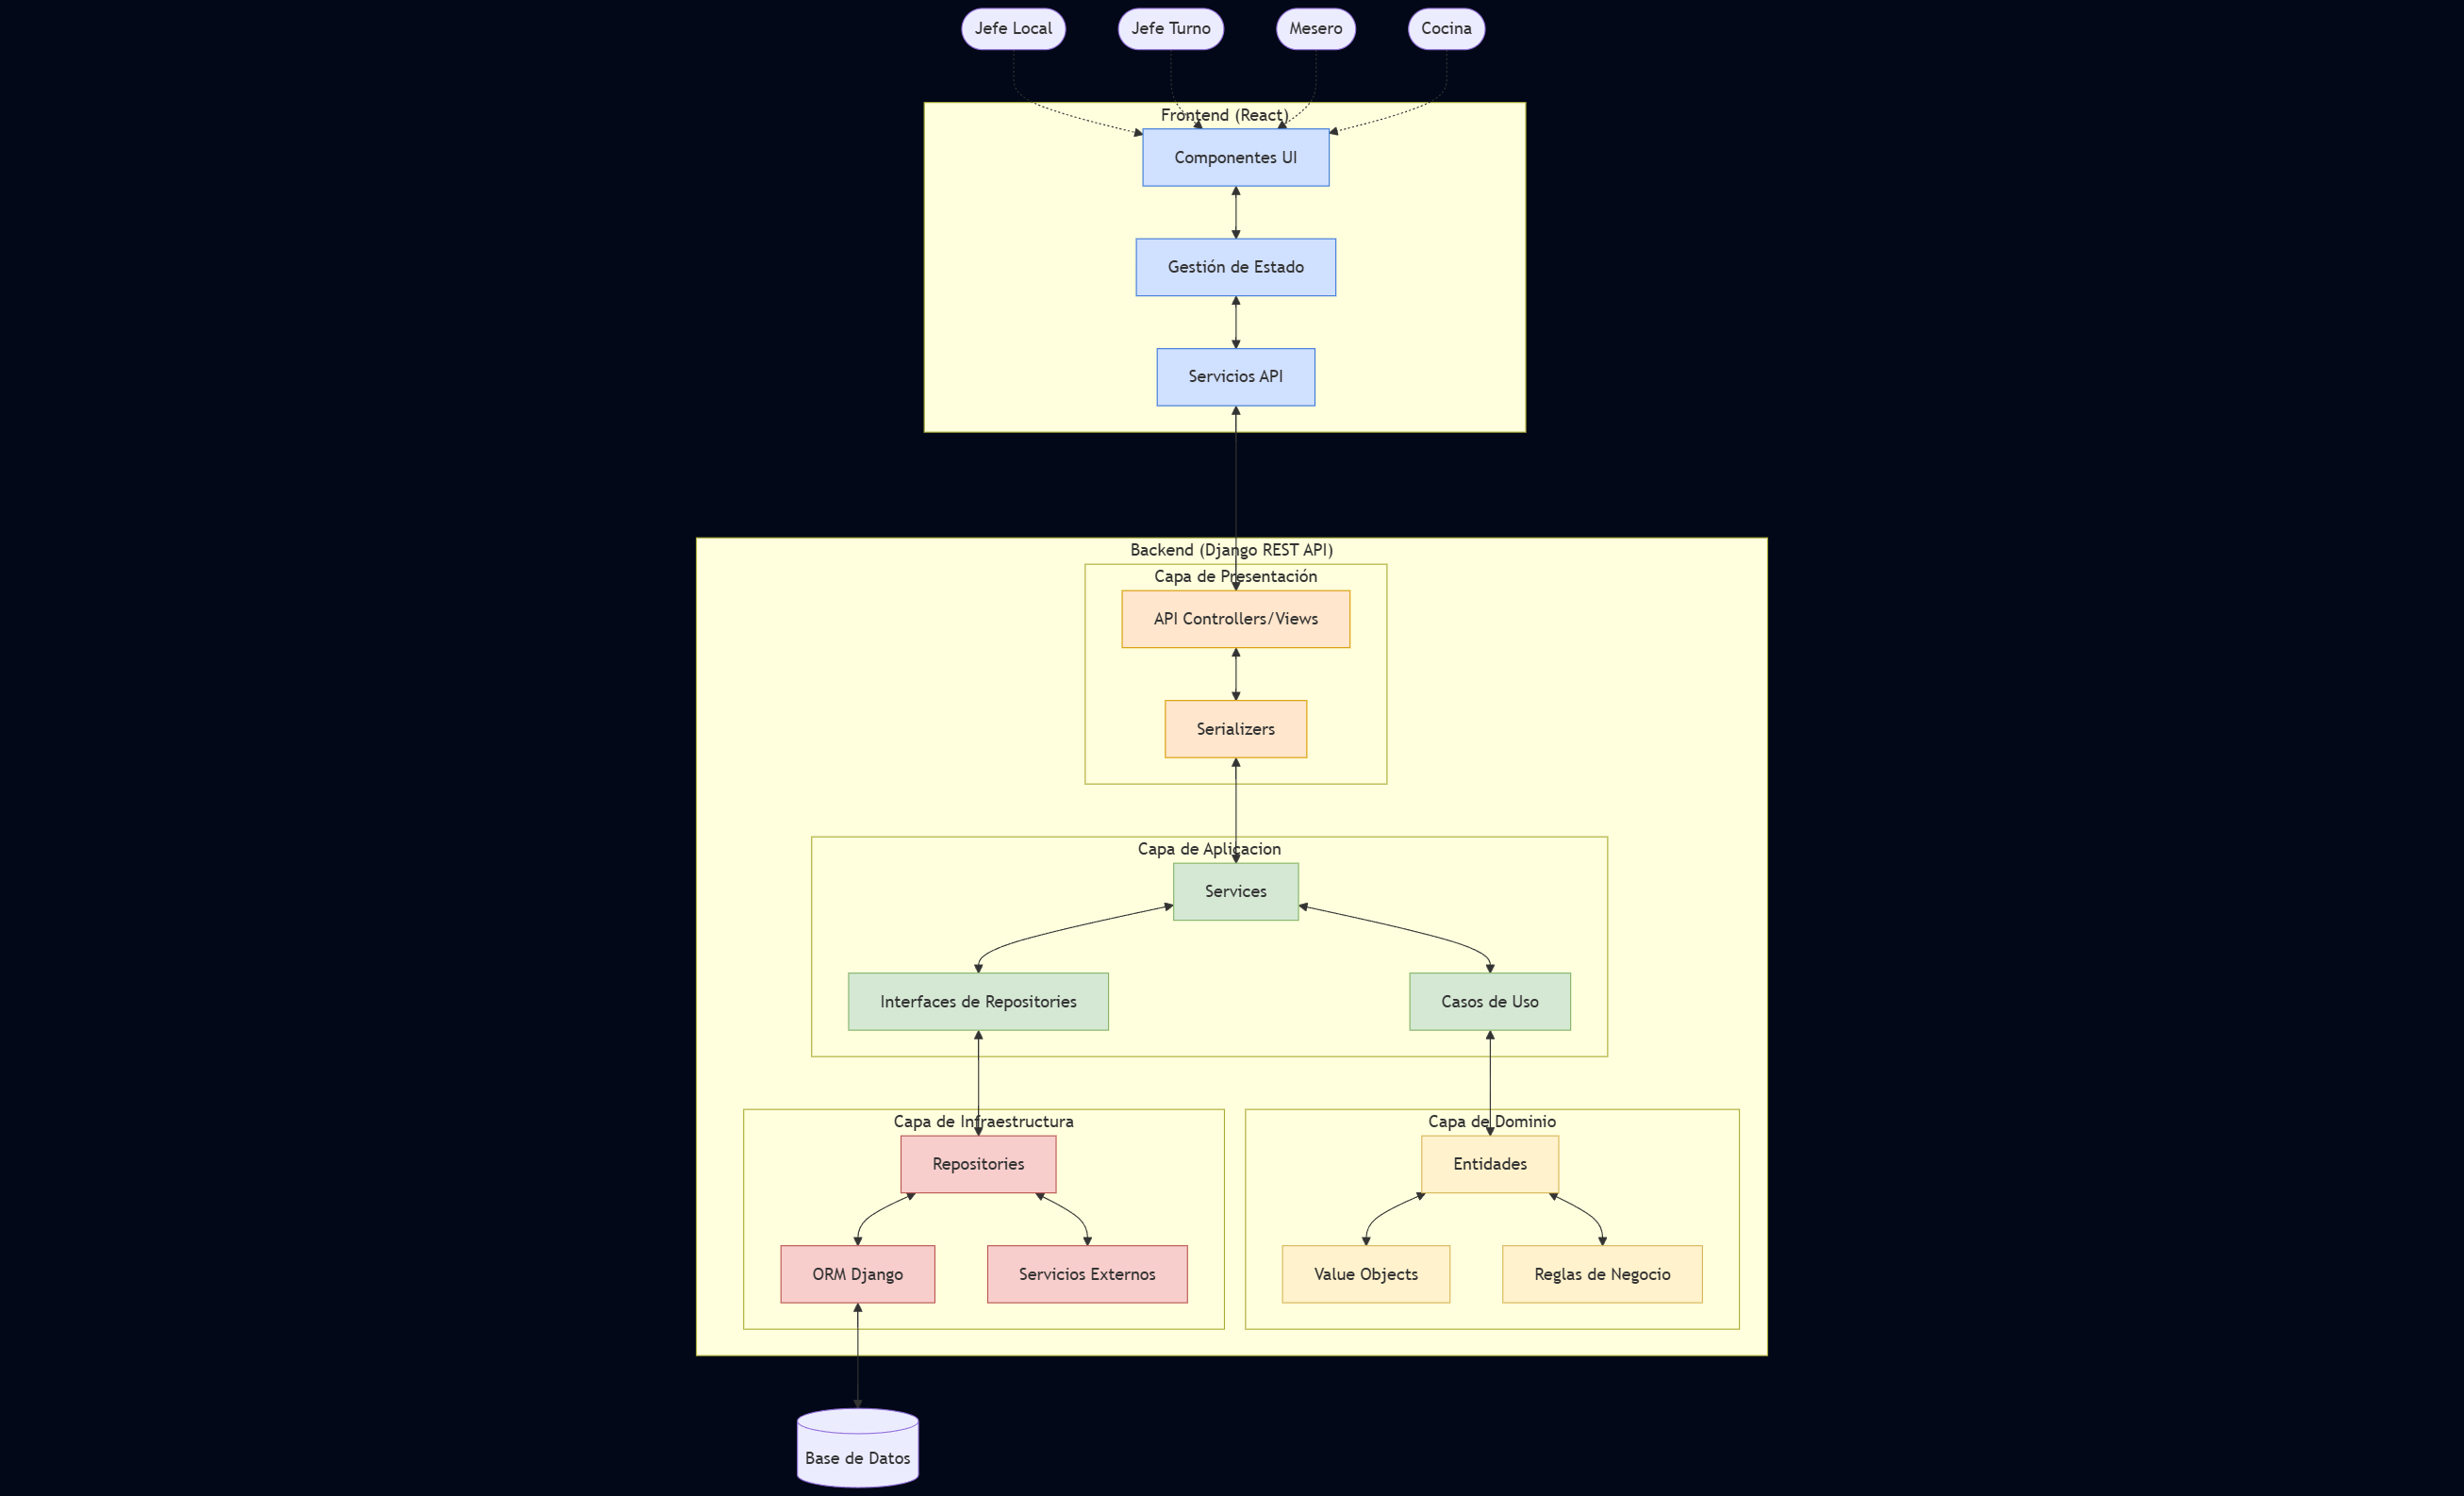 Jefe Local
Jefe Turno
Mesero
Cocina
Frontend (React)
Componentes UI
Gestión de Estado
Servicios API
Backend (Django REST API)
Capa de Presentación
API Controllers/Views
Serializers
Capa de Aplicacion
Services
Interfaces de Repositories
Casos de Uso
Capa de Infraestructura
Capa de Dominio
Repositories
Entidades
ORM Django
Servicios Externos
Value Objects
Reglas de Negocio
Base de Datos